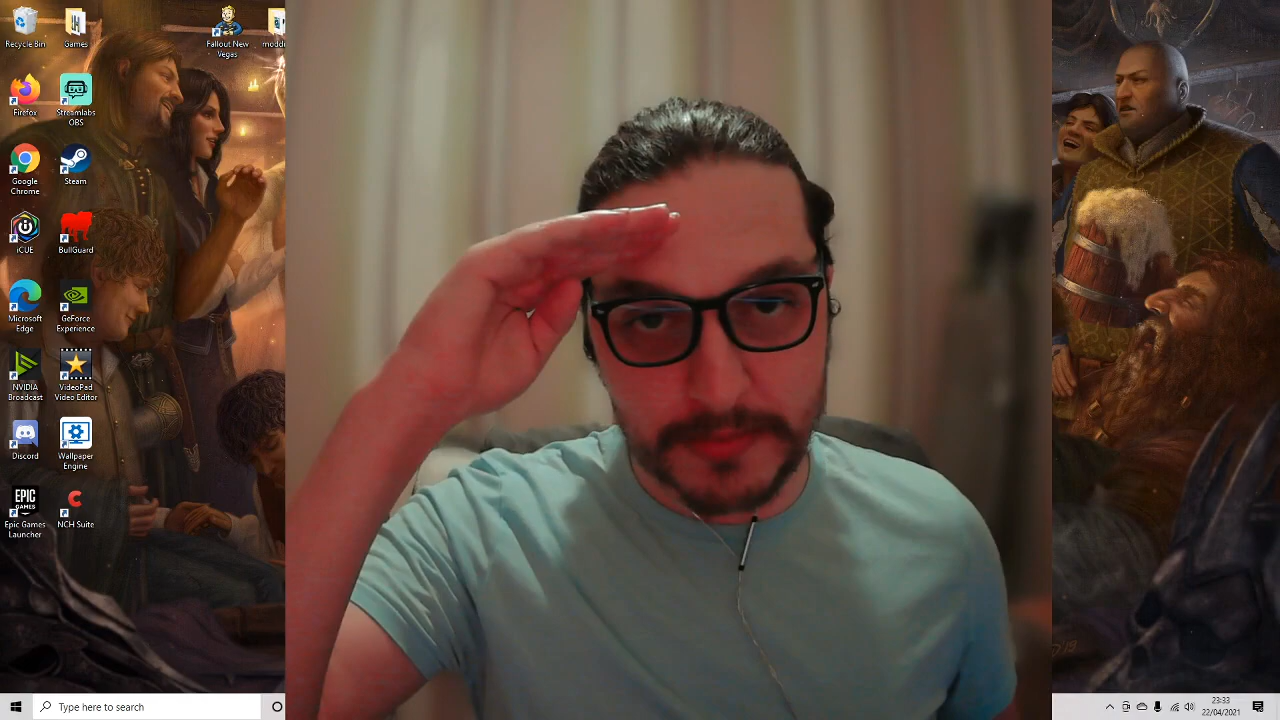 Recycle Bin
Games
Fallout New
Vegas
moddi
Firefox
Streamlabs
OBS
Google
Chrome
Steam
iCUE
BullGuard
Microsoft
Edge
GeForce
Experience
NVIDIA
Broadcast
VideoPad
Video Editor
Discord
Wallpaper
Engine
EPIC
GAMES
Epic Games
Launcher
NCH Suite
Type here to search
23:33
22/04/2021